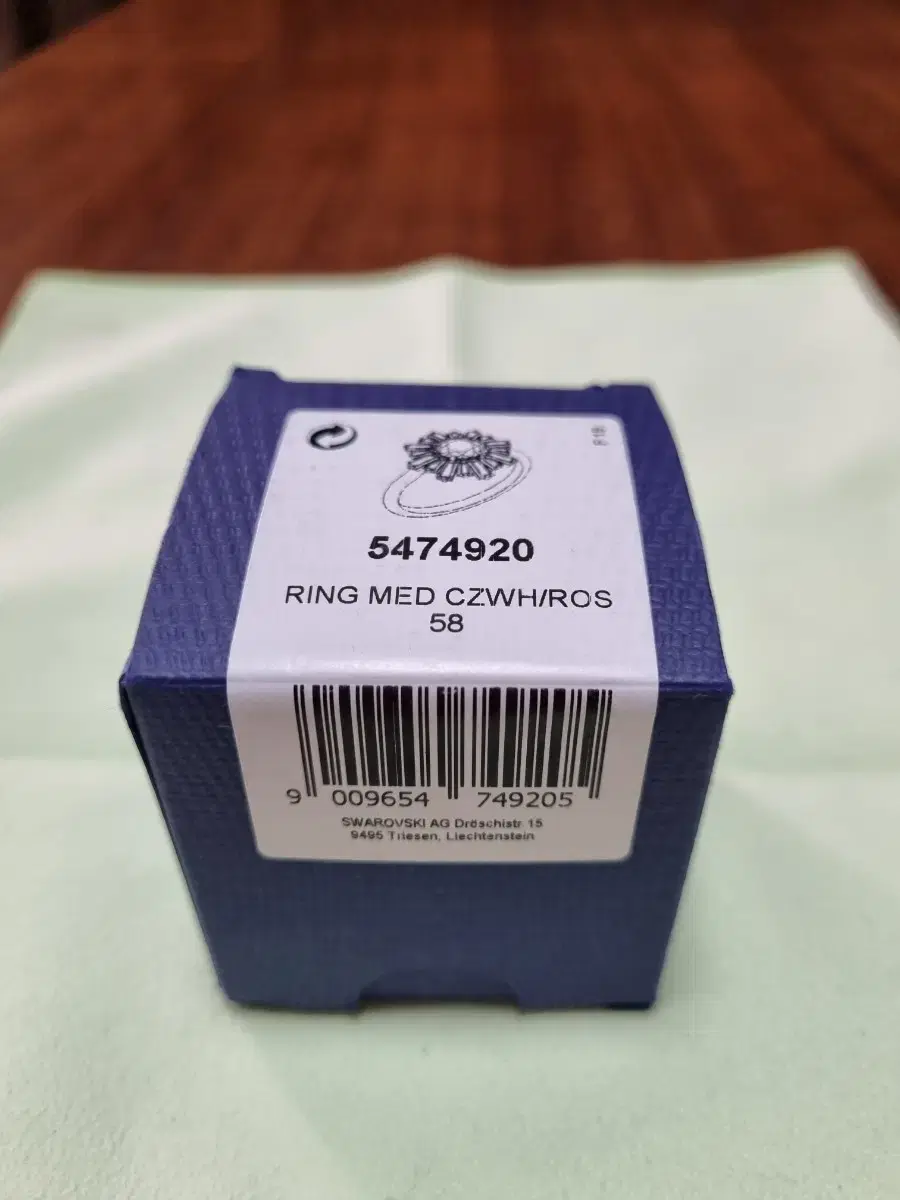 5474920
RING MED CZWH/ROS
58
9 009654 749205
SWAROVSKI AG Dröschistr. 15
9495 Triesen, Liechtenstein